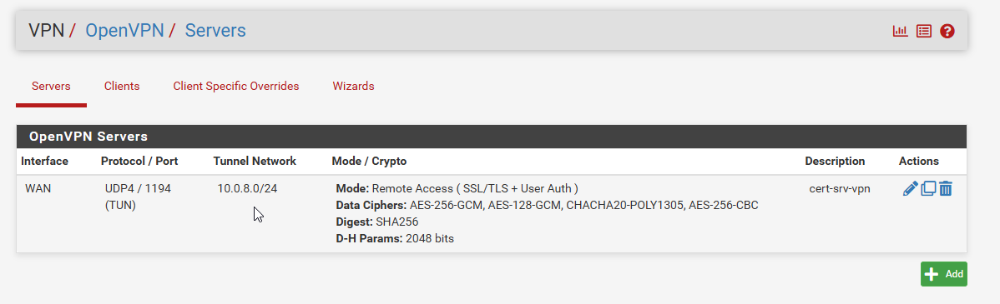 VPN / OpenVPN / Servers
Servers Clients Client Specific Overrides Wizards
OpenVPN Servers
Interface Protocol / Port Tunnel Network Mode / Crypto Description Actions
WAN UDP4 / 1194 10.0.8.0/24 Mode: Remote Access ( SSL/TLS + User Auth ) cert-srv-vpn
(TUN) Data Ciphers: AES-256-GCM, AES-128-GCM, CHACHA20-POLY1305, AES-256-CBC
Digest: SHA256
D-H Params: 2048 bits
Add